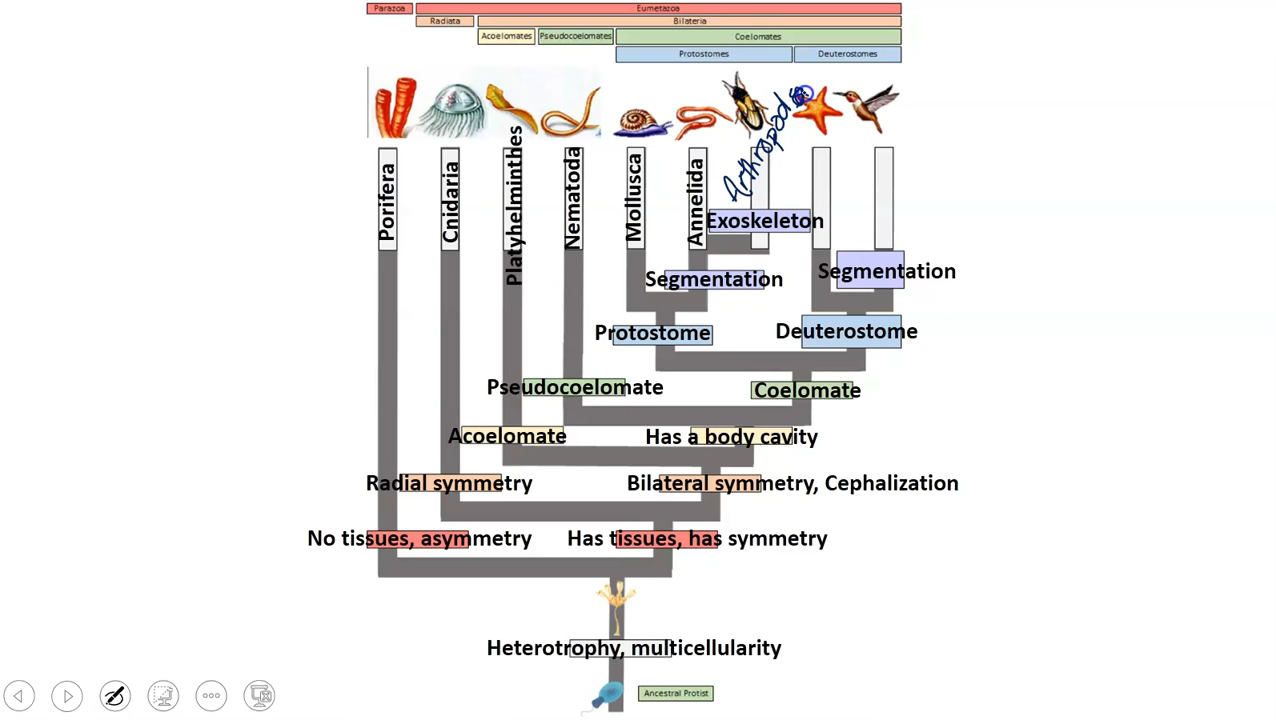 Parazoa
Eumetazoa
Radiata
Bilateria
Acoelomates
Pseudocoelomates
Coelomates
Protostomes
Deuterostomes
Porifera
Cnidaria
Platyhelminthes
Nematoda
Mollusca
Annelida
Arthropoda
Exoskeleton
Segmentation
Segmentation
Protostome
Deuterostome
Pseudocoelomate
Coelomate
Acoelomate
Has a body cavity
Radial symmetry
Bilateral symmetry, Cephalization
No tissues, asymmetry
Has tissues, has symmetry
Heterotrophy, multicellularity
Ancestral Protist